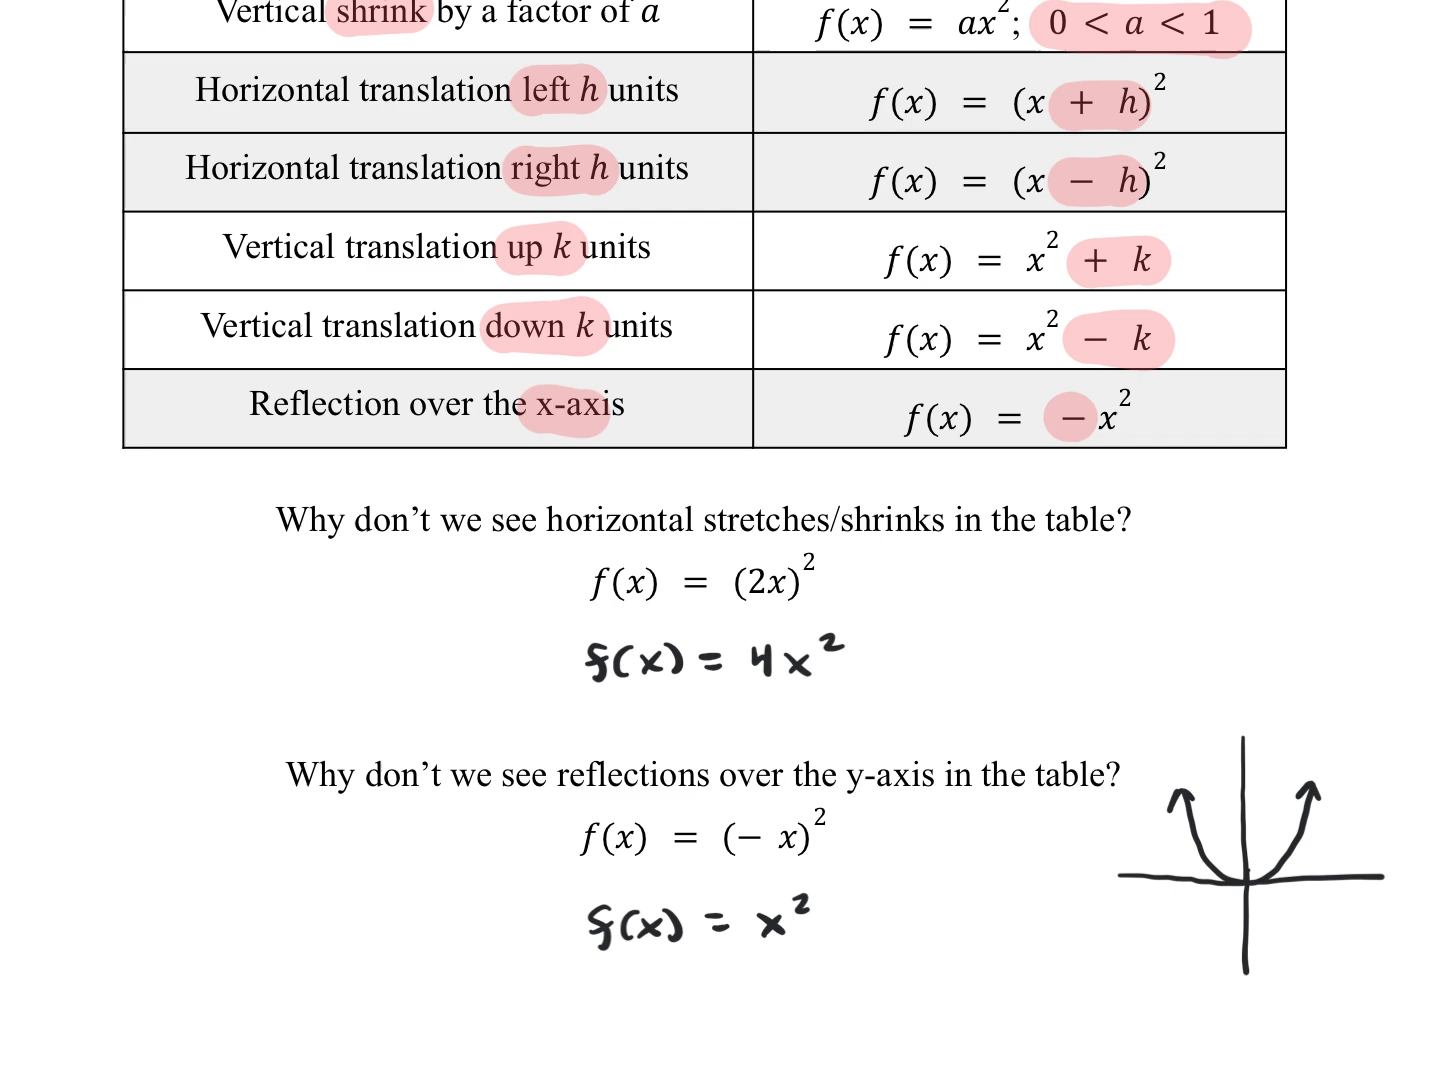 Vertical shrink by a factor of a
f(x) = ax²; 0 < a < 1
Horizontal translation left h units
f(x) = (x + h)²
Horizontal translation right h units
f(x) = (x − h)²
Vertical translation up k units
f(x) = x² + k
Vertical translation down k units
f(x) = x² − k
Reflection over the x-axis
f(x) = −x²
Why don’t we see horizontal stretches/shrinks in the table?
f(x) = (2x)²
f(x) = 4x²
Why don’t we see reflections over the y-axis in the table?
f(x) = (− x)²
f(x) = x²